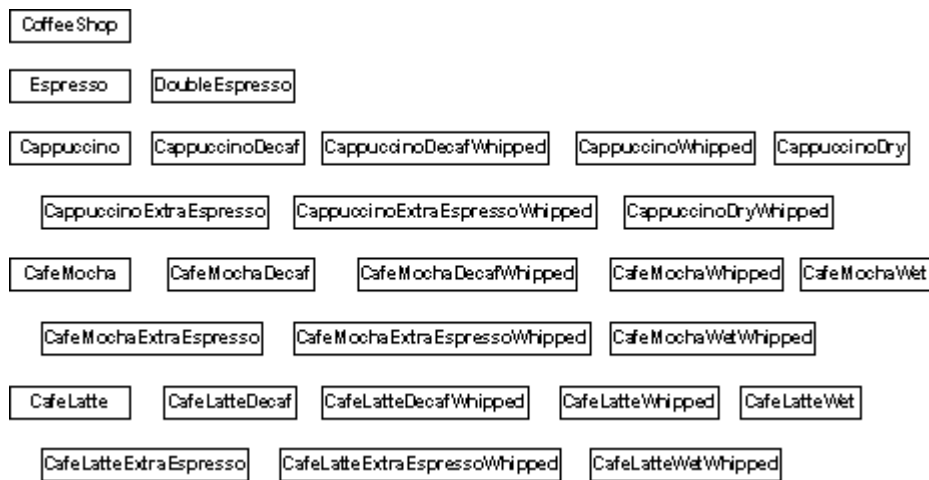 CoffeeShop
Espresso DoubleEspresso
Cappuccino CappuccinoDecaf CappuccinoDecafWhipped CappuccinoWhipped CappuccinoDry
CappuccinoExtraEspresso CappuccinoExtraEspressoWhipped CappuccinoDryWhipped
CafeMocha CafeMochaDecaf CafeMochaDecafWhipped CafeMochaWhipped CafeMochaWet
CafeMochaExtraEspresso CafeMochaExtraEspressoWhipped CafeMochaWetWhipped
CafeLatte CafeLatteDecaf CafeLatteDecafWhipped CafeLatteWhipped CafeLatteWet
CafeLatteExtraEspresso CafeLatteExtraEspressoWhipped CafeLatteWetWhipped